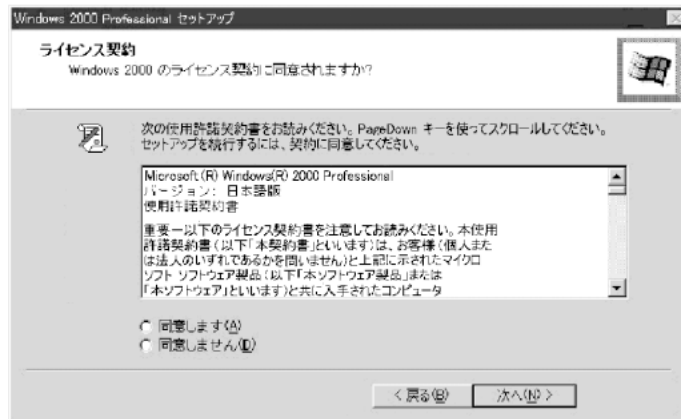 Windows 2000 Professional セットアップ
ライセンス契約
Windows 2000 のライセンス契約に同意されますか?
次の使用許諾契約書をお読みください。PageDown キーを使ってスクロールしてください。
セットアップを続行するには、契約に同意してください。
Microsoft (R) Windows(R) 2000 Professional
バージョン: 日本語版
使用許諾契約書
重要―以下のライセンス契約書を注意してお読みください。本使用
許諾契約書(以下「本契約書」といいます)は、お客様(個人また
は法人のいずれであるかを問いません)と上記に示されたマイクロ
ソフト ソフトウェア製品(以下「本ソフトウェア製品」または
「本ソフトウェア」といいます)と共に入手されたコンピュータ
同意します(A)
同意しません(D)
< 戻る(B)
次へ(N) >